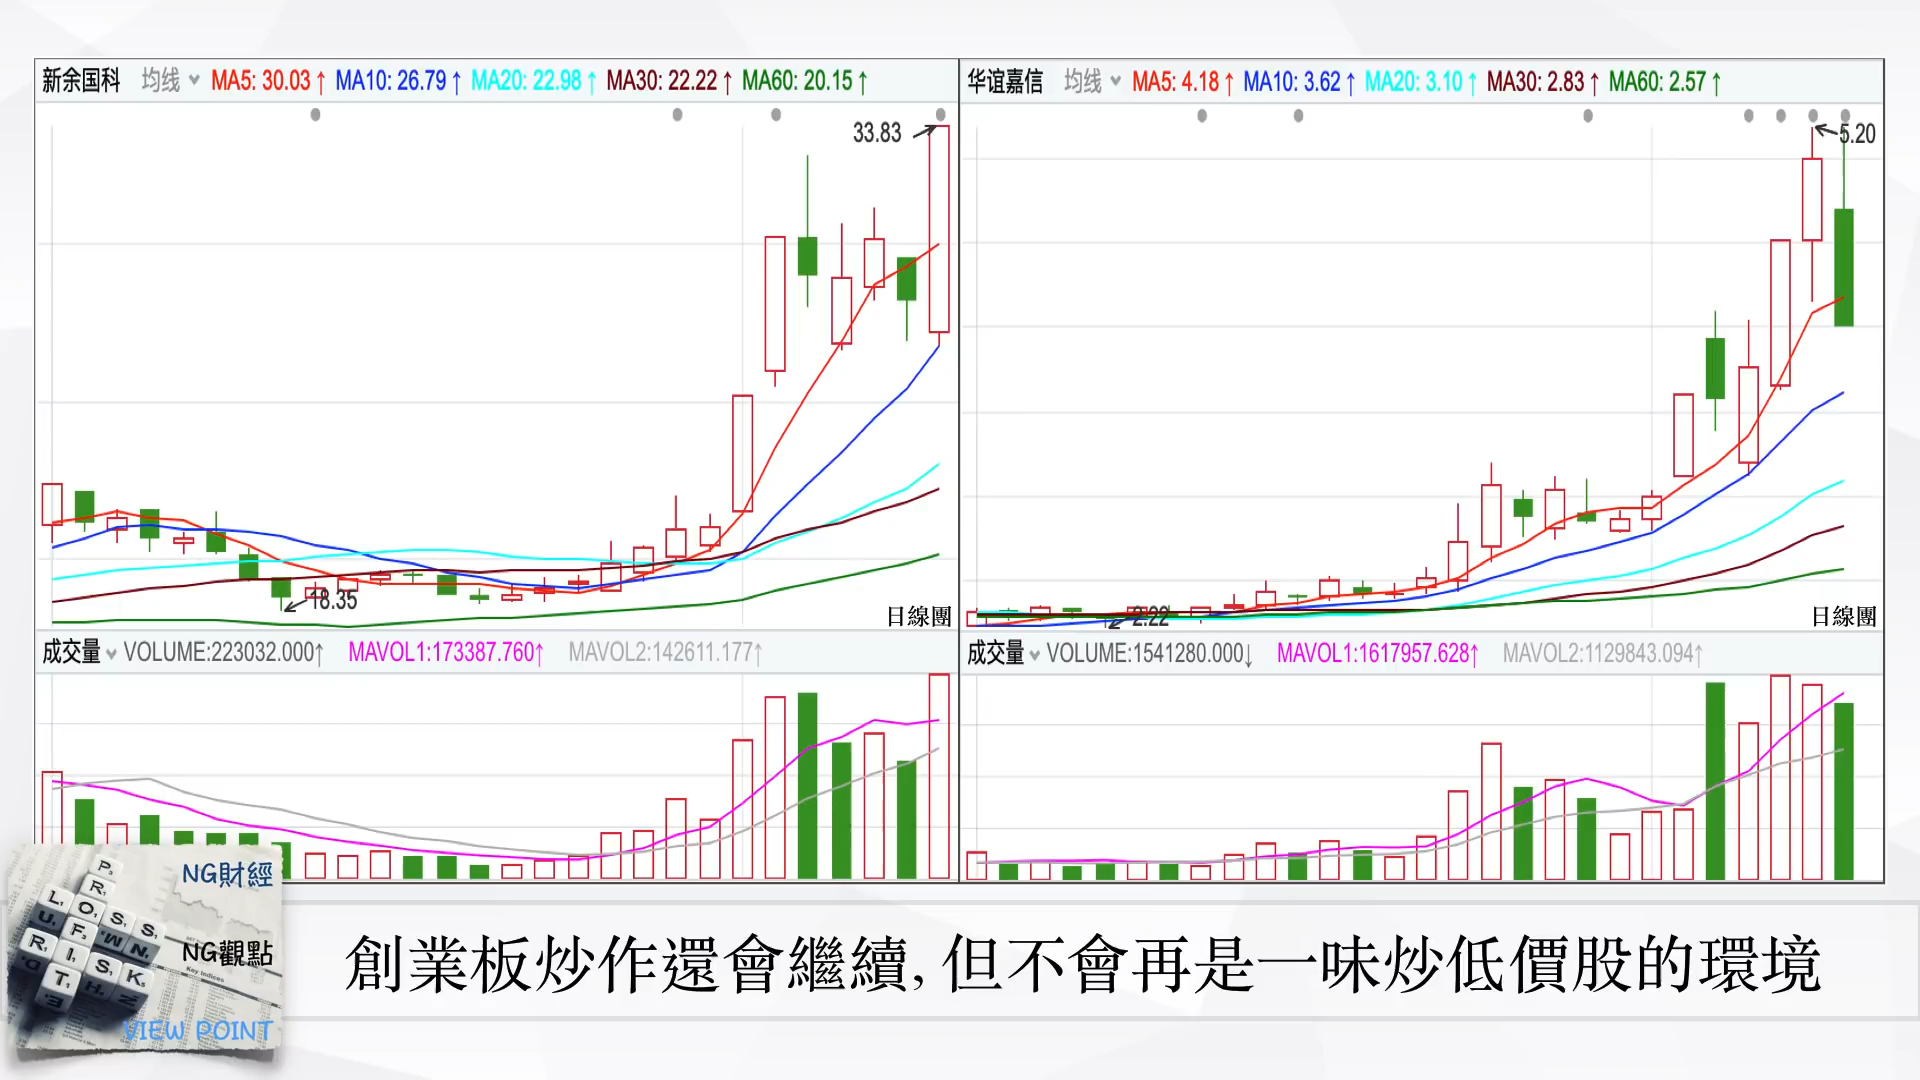 新余国科 均线 MA5: 30.03↑ MA10: 26.79↑ MA20: 22.98↑ MA30: 22.22↑ MA60: 20.15↑
33.83
18.35
日線圖
成交量 VOLUME:223032.000↑ MAVOL1:173387.760↑ MAVOL2:142611.177↑
华谊嘉信 均线 MA5: 4.18↑ MA10: 3.62↑ MA20: 3.10↑ MA30: 2.83↑ MA60: 2.57↑
5.20
2.22
日線圖
成交量 VOLUME:1541280.000↓ MAVOL1:1617957.628↑ MAVOL2:1129843.094↑
NG財經
NG觀點
VIEW POINT
創業板炒作還會繼續,但不會再是一味炒低價股的環境